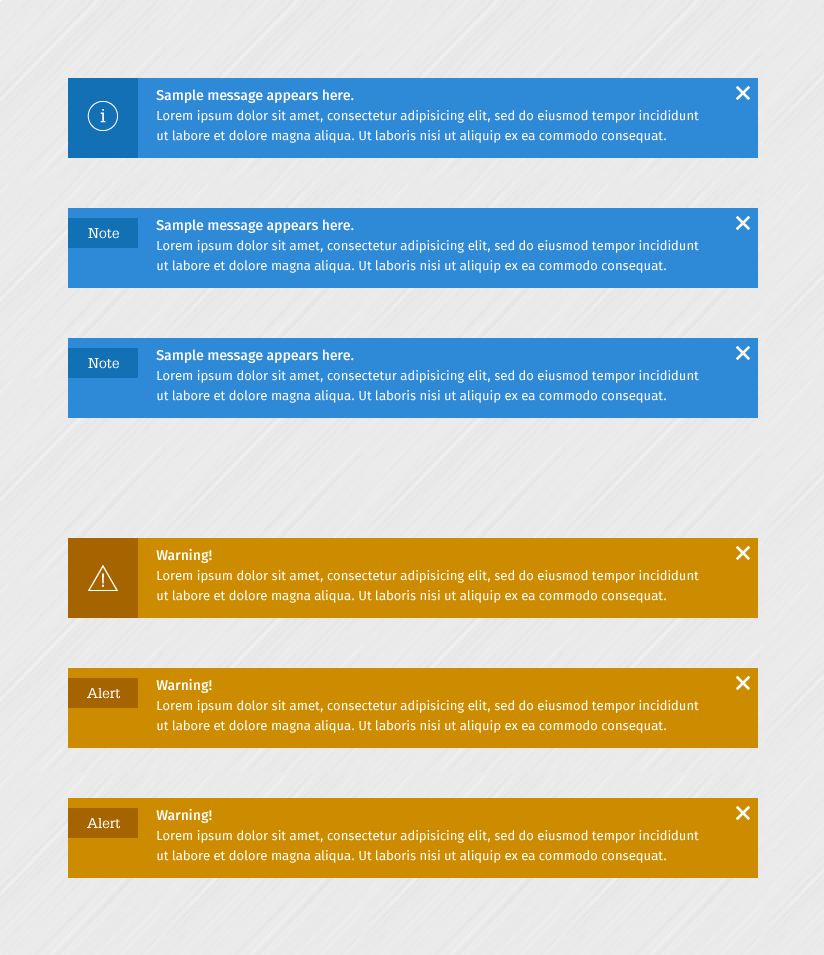 Sample message appears here.
Lorem ipsum dolor sit amet, consectetur adipisicing elit, sed do eiusmod tempor incididunt
ut labore et dolore magna aliqua. Ut laboris nisi ut aliquip ex ea commodo consequat.
Note
Sample message appears here.
Lorem ipsum dolor sit amet, consectetur adipisicing elit, sed do eiusmod tempor incididunt
ut labore et dolore magna aliqua. Ut laboris nisi ut aliquip ex ea commodo consequat.
Note
Sample message appears here.
Lorem ipsum dolor sit amet, consectetur adipisicing elit, sed do eiusmod tempor incididunt
ut labore et dolore magna aliqua. Ut laboris nisi ut aliquip ex ea commodo consequat.
Warning!
Lorem ipsum dolor sit amet, consectetur adipisicing elit, sed do eiusmod tempor incididunt
ut labore et dolore magna aliqua. Ut laboris nisi ut aliquip ex ea commodo consequat.
Alert
Warning!
Lorem ipsum dolor sit amet, consectetur adipisicing elit, sed do eiusmod tempor incididunt
ut labore et dolore magna aliqua. Ut laboris nisi ut aliquip ex ea commodo consequat.
Alert
Warning!
Lorem ipsum dolor sit amet, consectetur adipisicing elit, sed do eiusmod tempor incididunt
ut labore et dolore magna aliqua. Ut laboris nisi ut aliquip ex ea commodo consequat.